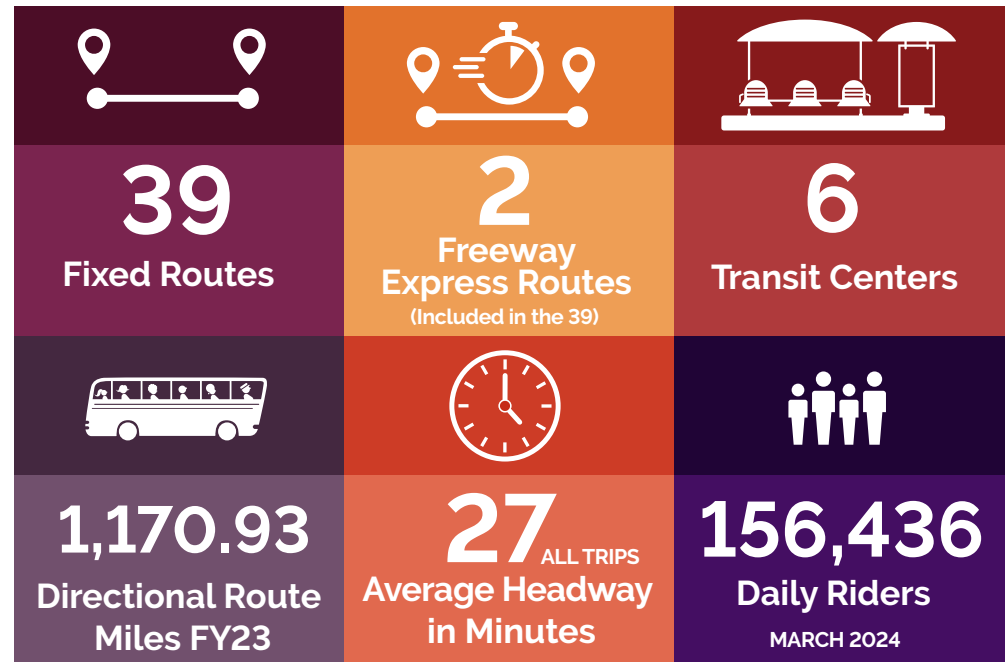 39
Fixed Routes
2
Freeway
Express Routes
(Included in the 39)
6
Transit Centers
1,170.93
Directional Route
Miles FY23
27 ALL TRIPS
Average Headway
in Minutes
156,436
Daily Riders
MARCH 2024